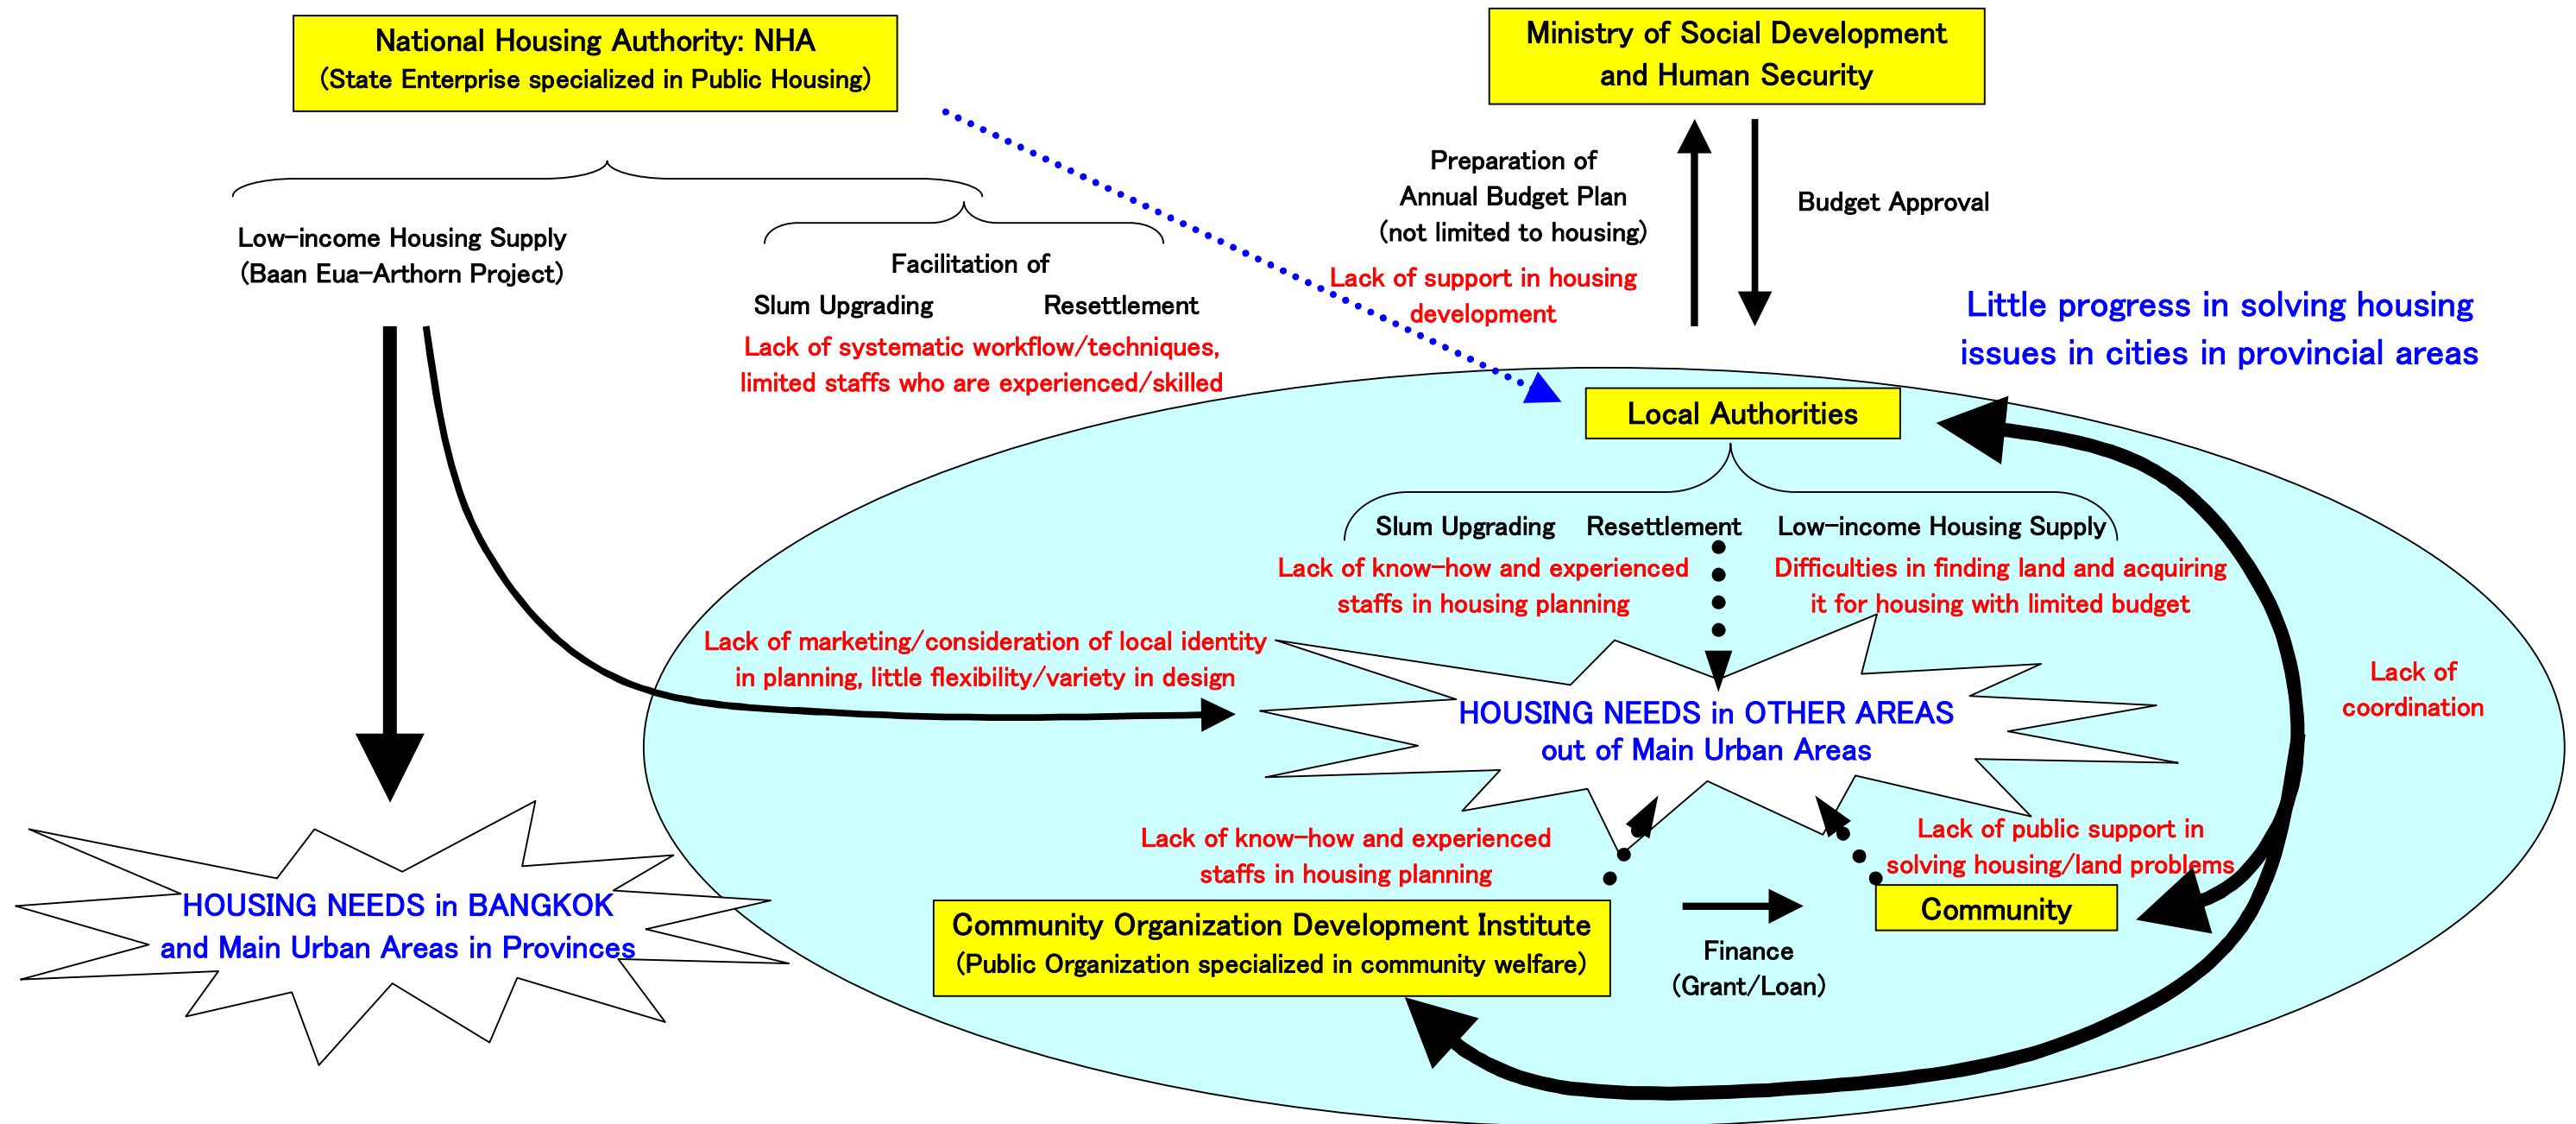 National Housing Authority: NHA
(State Enterprise specialized in Public Housing)
Ministry of Social Development
and Human Security
Preparation of
Annual Budget Plan
(not limited to housing)
Budget Approval
Low-income Housing Supply
(Baan Eua-Arthorn Project)
Facilitation of
Slum Upgrading
Resettlement
Lack of systematic workflow/techniques,
limited staffs who are experienced/skilled
Lack of support in housing
development
Little progress in solving housing
issues in cities in provincial areas
Local Authorities
Slum Upgrading
Resettlement
Low-income Housing Supply
Lack of know-how and experienced
staffs in housing planning
Difficulties in finding land and acquiring
it for housing with limited budget
Lack of marketing/consideration of local identity
in planning, little flexibility/variety in design
HOUSING NEEDS in OTHER AREAS
out of Main Urban Areas
Lack of
coordination
Lack of know-how and experienced
staffs in housing planning
Lack of public support in
solving housing/land problems
HOUSING NEEDS in BANGKOK
and Main Urban Areas in Provinces
Community Organization Development Institute
(Public Organization specialized in community welfare)
Finance
(Grant/Loan)
Community